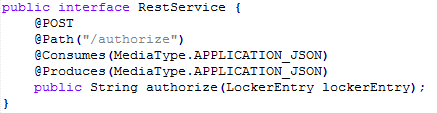 public interface RestService {
@POST
@Path("/authorize")
@Consumes(MediaType.APPLICATION_JSON)
@Produces(MediaType.APPLICATION_JSON)
public String authorize(LockerEntry lockerEntry);
}